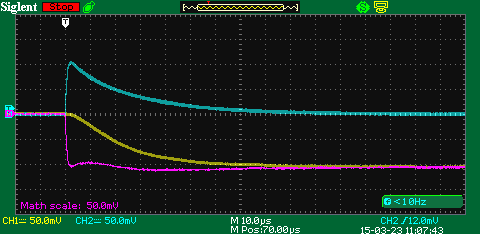 Siglent Stop
T
Math scale: 50.0mV
<10Hz
CH1 50.0mV CH2 50.0mV M 10.0µs CH2 /12.0mV
M Pos:70.00µs 15-03-23 11:07:43